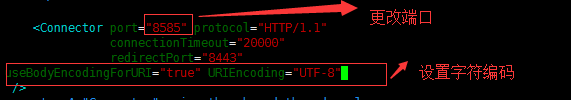 <Connector port="8585" protocol="HTTP/1.1"
更改端口
connectionTimeout="20000"
redirectPort="8443"
useBodyEncodingForURI="true" URIEncoding="UTF-8"
设置字符编码
/>